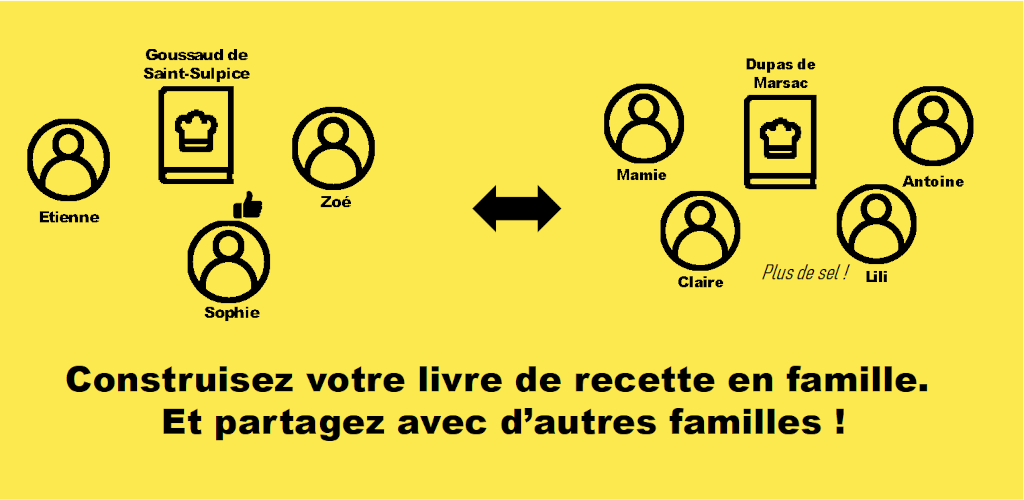 Goussaud de
Saint-Sulpice
Etienne
Zoé
Sophie
Dupas de
Marsac
Mamie
Antoine
Claire
Plus de sel !
Lili
Construisez votre livre de recette en famille.
Et partagez avec d’autres familles !